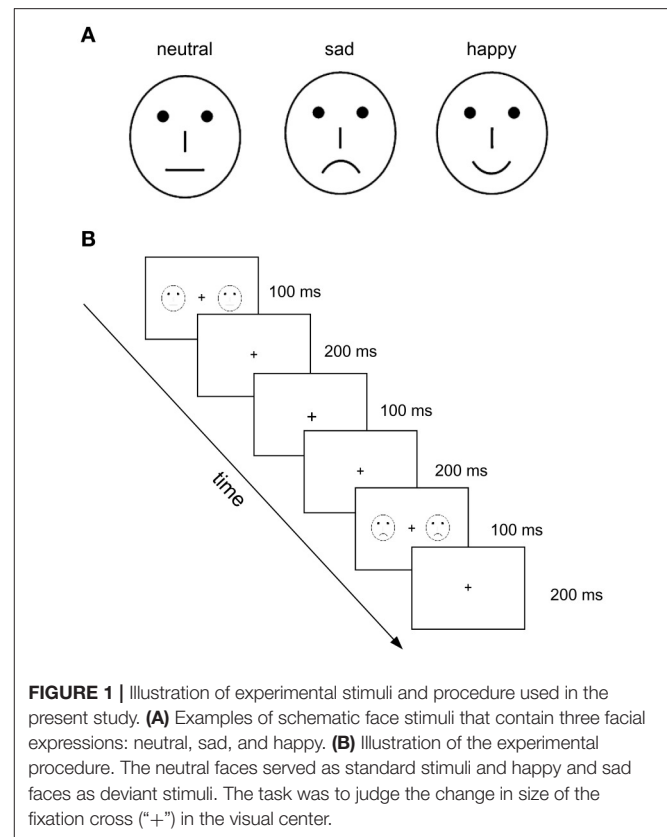 A
neutral sad happy
B
+
100 ms
+
200 ms
+
100 ms
+
200 ms
+
100 ms
+
200 ms
time
FIGURE 1 | Illustration of experimental stimuli and procedure used in the
present study. (A) Examples of schematic face stimuli that contain three facial
expressions: neutral, sad, and happy. (B) Illustration of the experimental
procedure. The neutral faces served as standard stimuli and happy and sad
faces as deviant stimuli. The task was to judge the change in size of the
fixation cross (“+”) in the visual center.